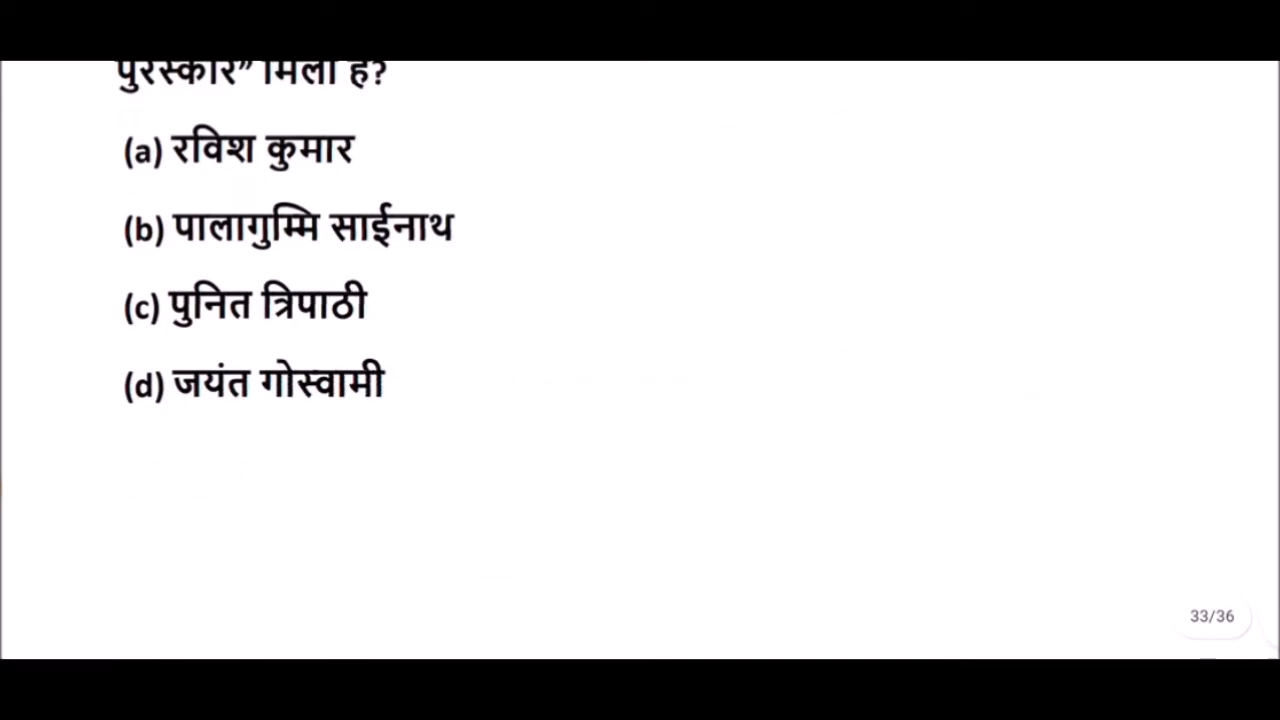 पुरस्कार” मिला है?
(a) रविश कुमार
(b) पालागुम्मि साईनाथ
(c) पुनित त्रिपाठी
(d) जयंत गोस्वामी
33/36